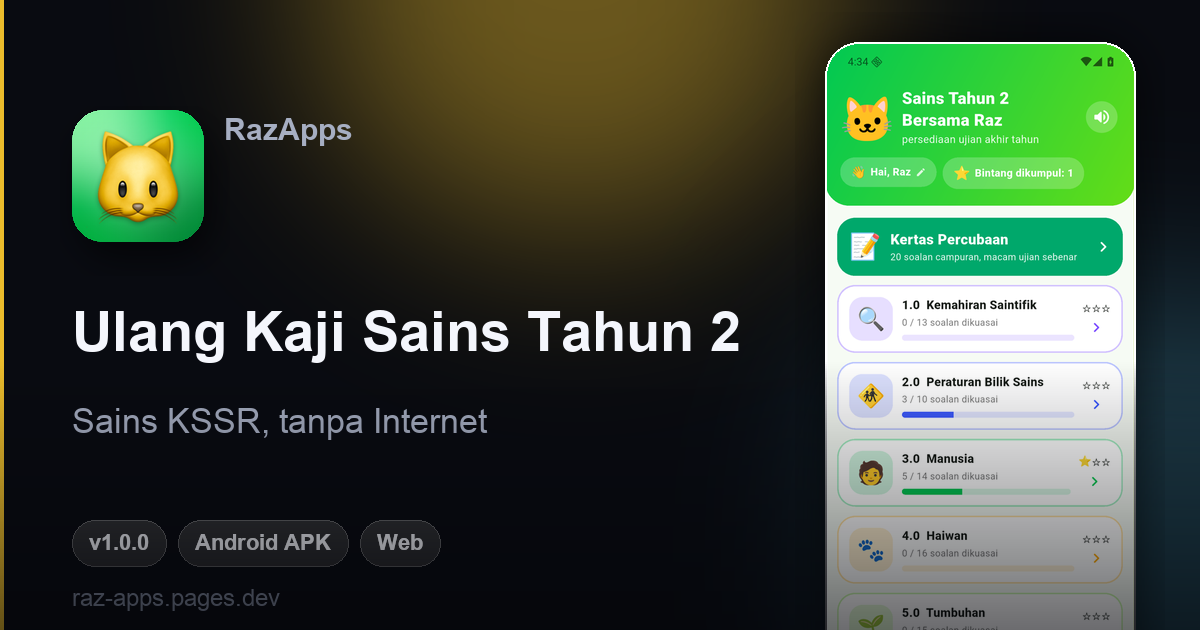 RazApps
Ulang Kaji Sains Tahun 2
Sains KSSR, tanpa Internet
v1.0.0
Android APK
Web
raz-apps.pages.dev
4:34
Sains Tahun 2
Bersama Raz
persediaan ujian akhir tahun
Hai, Raz
Bintang dikumpul: 1
Kertas Percubaan
20 soalan campuran, macam ujian sebenar
1.0 Kemahiran Saintifik
0 / 13 soalan dikuasai
2.0 Peraturan Bilik Sains
3 / 10 soalan dikuasai
3.0 Manusia
5 / 14 soalan dikuasai
4.0 Haiwan
0 / 16 soalan dikuasai
5.0 Tumbuhan
0 / 15 soalan dikuasai